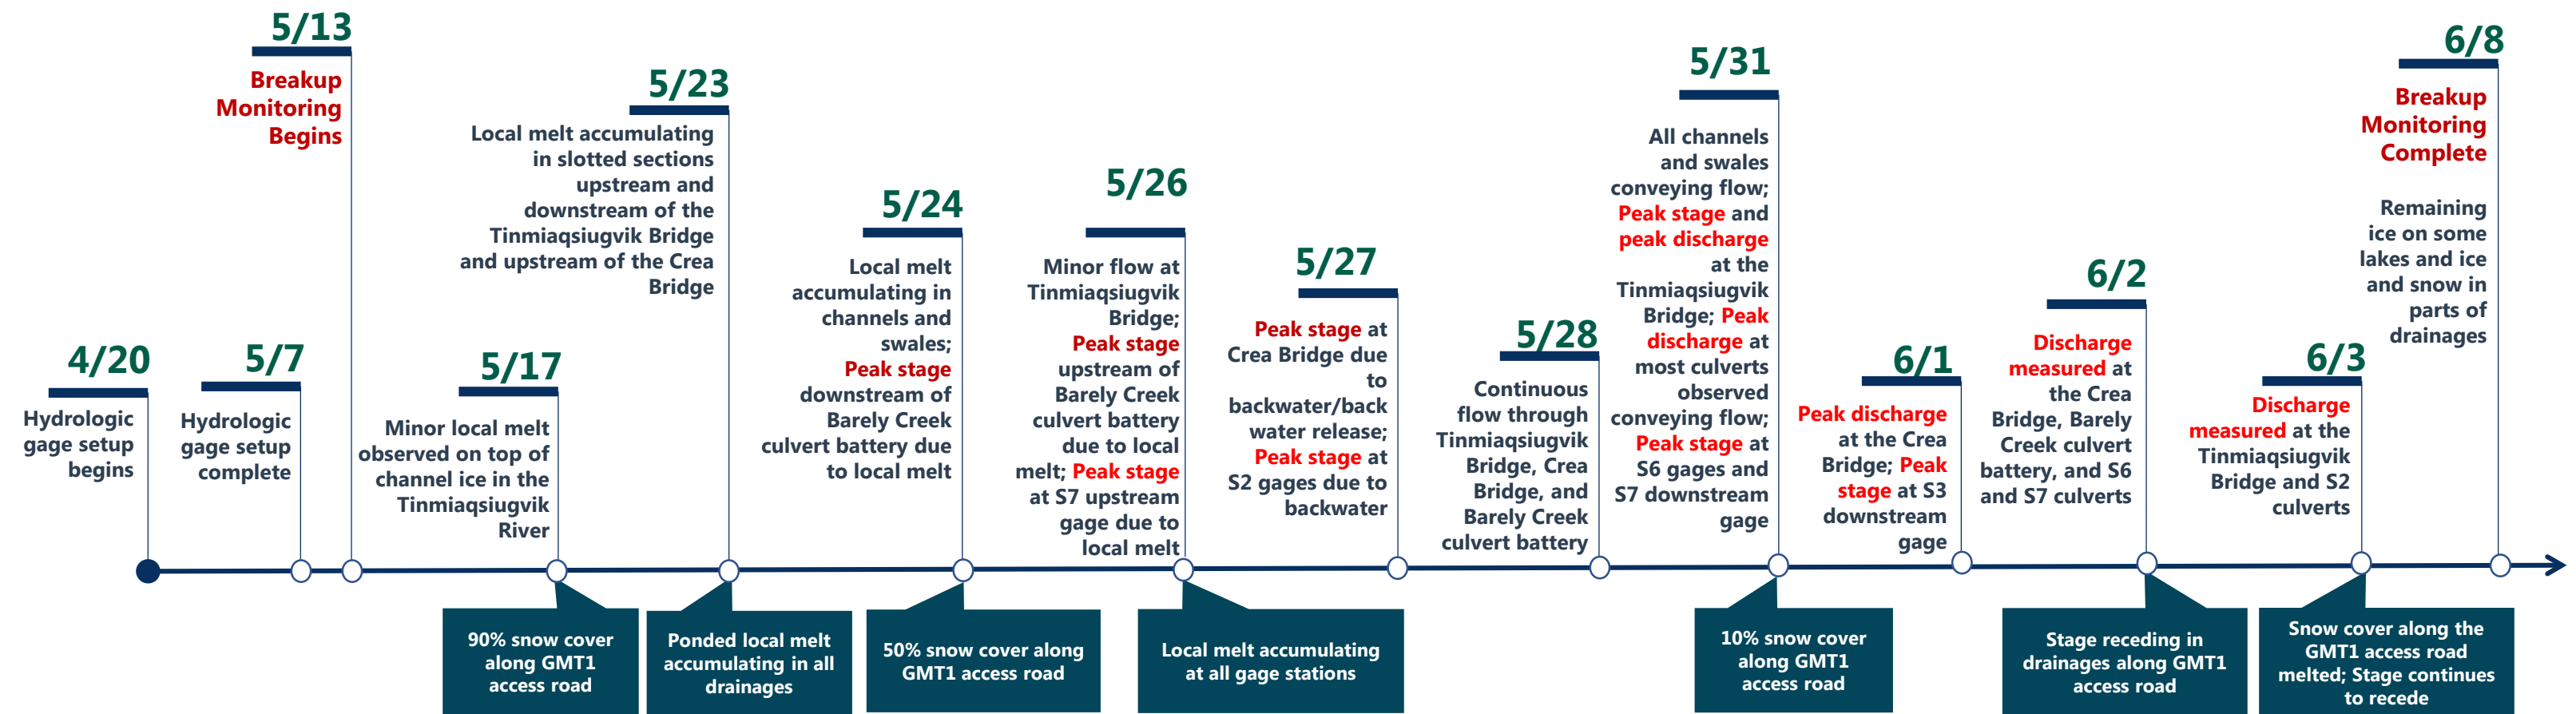 4/20
Hydrologic
gage setup
begins
5/7
Hydrologic
gage setup
complete
5/13
Breakup
Monitoring
Begins
5/17
Minor local melt
observed on top of
channel ice in the
Tinmiaqsiugvik
River
5/23
Local melt accumulating
in slotted sections
upstream and
downstream of the
Tinmiaqsiugvik Bridge
and upstream of the Crea
Bridge
5/24
Local melt
accumulating in
channels and
swales;
Peak stage
downstream of
Barely Creek
culvert battery due
to local melt
5/26
Minor flow at
Tinmiaqsiugvik
Bridge;
Peak stage
upstream of
Barely Creek
culvert battery
due to local
melt; Peak stage
at S7 upstream
gage due to
local melt
5/27
Peak stage at
Crea Bridge due
to
backwater/back
water release;
Peak stage at
S2 gages due to
backwater
5/28
Continuous
flow through
Tinmiaqsiugvik
Bridge, Crea
Bridge, and
Barely Creek
culvert battery
5/31
All channels
and swales
conveying flow;
Peak stage and
peak discharge
at the
Tinmiaqsiugvik
Bridge; Peak
discharge at
most culverts
observed
conveying flow;
Peak stage at
S6 gages and
S7 downstream
gage
6/1
Peak discharge
at the Crea
Bridge; Peak
stage at S3
downstream
gage
6/2
Discharge
measured at
the Crea
Bridge, Barely
Creek culvert
battery, and S6
and S7 culverts
6/3
Discharge
measured at the
Tinmiaqsiugvik
Bridge and S2
culverts
6/8
Breakup
Monitoring
Complete
Remaining
ice on some
lakes and ice
and snow in
parts of
drainages
90% snow cover
along GMT1
access road
Ponded local melt
accumulating in all
drainages
50% snow cover along
GMT1 access road
Local melt accumulating
at all gage stations
10% snow cover
along GMT1
access road
Stage receding in
drainages along GMT1
access road
Snow cover along the
GMT1 access road
melted; Stage continues
to recede